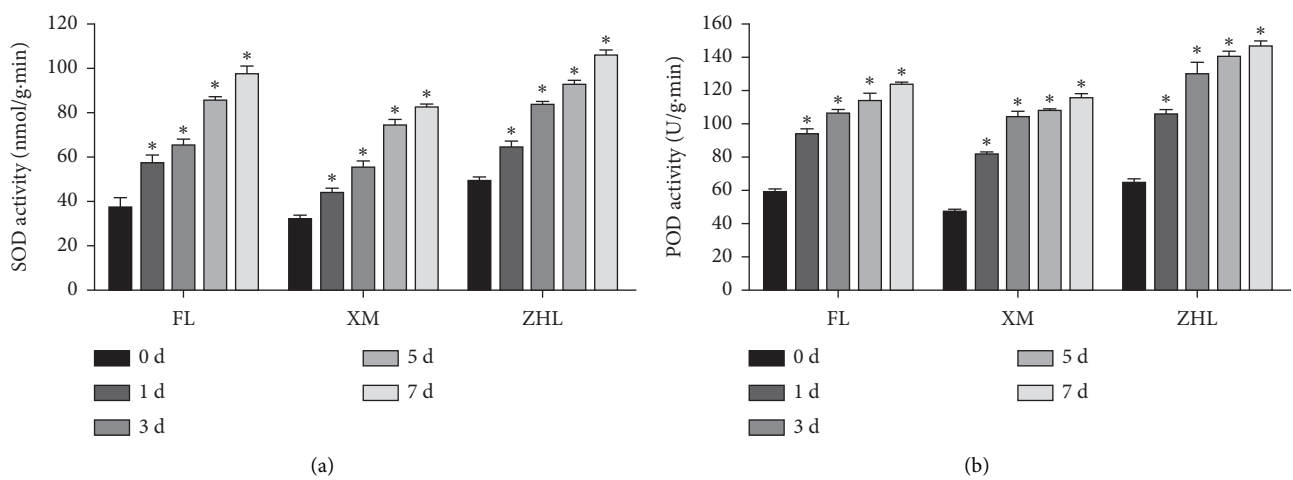 SOD activity (nmol/g·min)
120
100
80
60
40
20
0
* * * *
* * * *
* * * *
FL XM ZHL
0 d
1 d
3 d
5 d
7 d
(a)
POD activity (U/g·min)
160
140
120
100
80
60
40
20
0
* * * *
* * * *
* * * *
FL XM ZHL
0 d
1 d
3 d
5 d
7 d
(b)